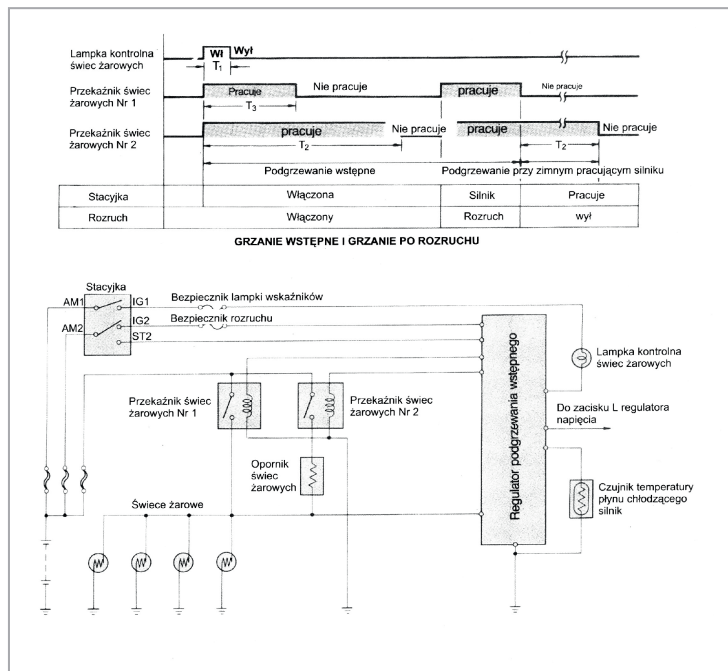 Lampka kontrolna
świec żarowych
Wł
Wył
T1
Przekaźnik świec
żarowych Nr 1
Pracuje
Nie pracuje
pracuje
Nie pracuje
T3
Przekaźnik świec
żarowych Nr 2
pracuje
Nie pracuje
pracuje
Nie pracuje
T2
T2
Podgrzewanie wstępne
Podgrzewanie przy zimnym pracującym silniku
Stacyjka
Włączona
Silnik
Pracuje
Rozruch
Włączony
Rozruch
wył
GRZANIE WSTĘPNE I GRZANIE PO ROZRUCHU
Stacyjka
AM1
IG1
Bezpiecznik lampki wskaźników
AM2
IG2
Bezpiecznik rozruchu
ST2
Przekaźnik świec
żarowych Nr 1
Przekaźnik świec
żarowych Nr 2
Opornik
świec
żarowych
Świece żarowe
Regulator podgrzewania wstępnego
Lampka kontrolna
świec żarowych
Do zacisku L regulatora
napięcia
Czujnik temperatury
płynu chłodzącego
silnik